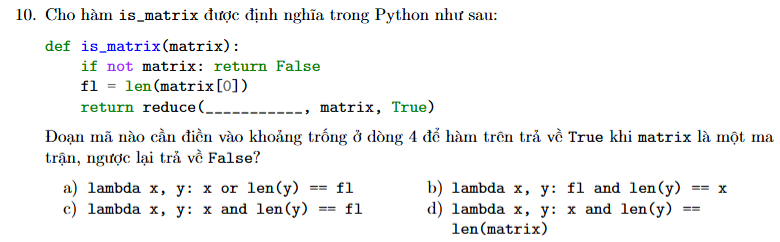 10. Cho hàm is_matrix được định nghĩa trong Python như sau:
def is_matrix(matrix):
    if not matrix: return False
    fl = len(matrix[0])
    return reduce(___________, matrix, True)
Đoạn mã nào cần điền vào khoảng trống ở dòng 4 để hàm trên trả về True khi matrix là một ma
trận, ngược lại trả về False?
a) lambda x, y: x or len(y) == fl
b) lambda x, y: fl and len(y) == x
c) lambda x, y: x and len(y) == fl
d) lambda x, y: x and len(y) ==
len(matrix)